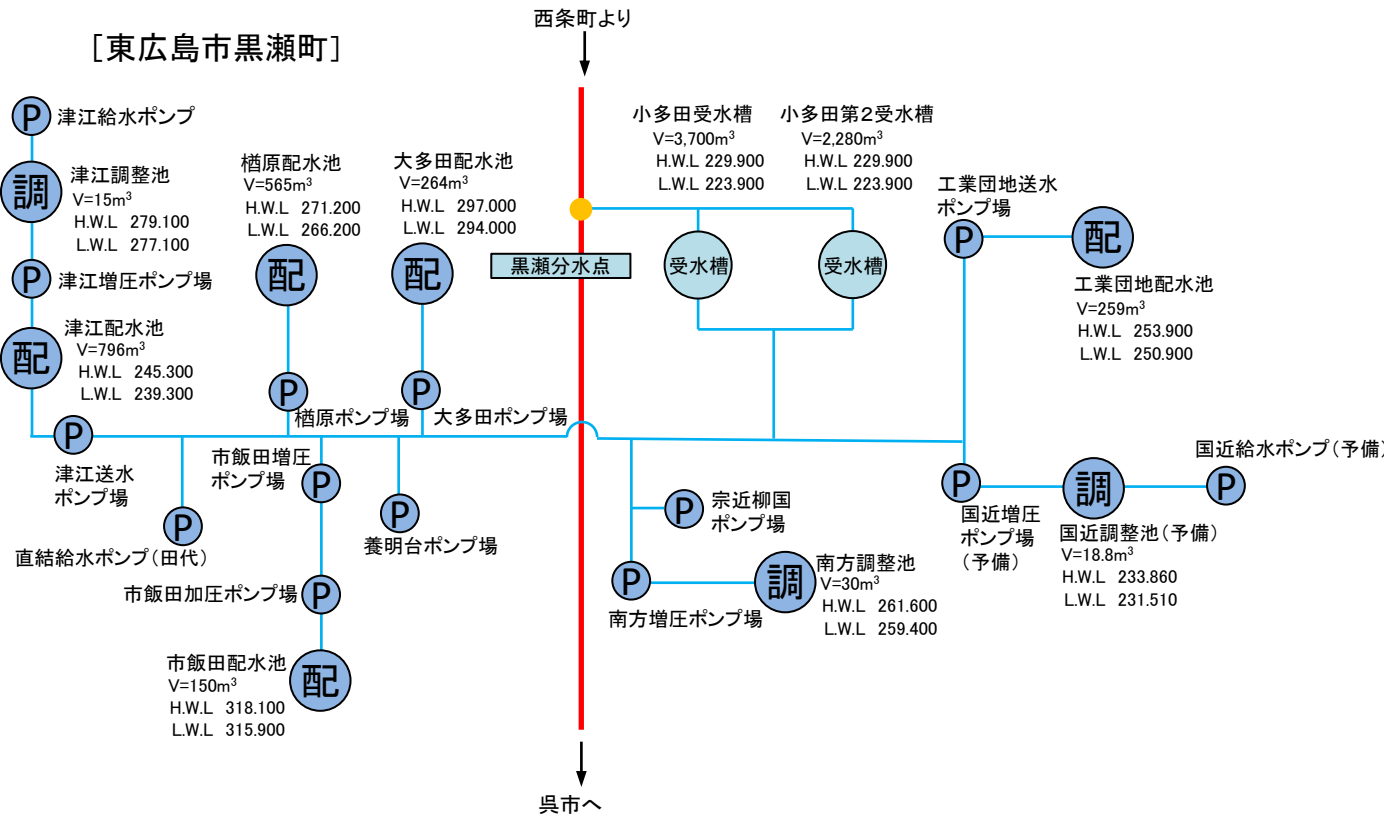 西条町より
[東広島市黒瀬町]
P
津江給水ポンプ
調
津江調整池
V=15m³
H.W.L 279.100
L.W.L 277.100
P
津江増圧ポンプ場
配
津江配水池
V=796m³
H.W.L 245.300
L.W.L 239.300
P
津江送水
ポンプ場
楢原配水池
V=565m³
H.W.L 271.200
L.W.L 266.200
配
P
楢原ポンプ場
大多田配水池
V=264m³
H.W.L 297.000
L.W.L 294.000
配
P
大多田ポンプ場
P
直結給水ポンプ(田代)
市飯田増圧
ポンプ場
P
市飯田加圧ポンプ場
P
市飯田配水池
V=150m³
H.W.L 318.100
L.W.L 315.900
配
P
養明台ポンプ場
黒瀬分水点
小多田受水槽
V=3,700m³
H.W.L 229.900
L.W.L 223.900
受水槽
小多田第2受水槽
V=2,280m³
H.W.L 229.900
L.W.L 223.900
受水槽
工業団地送水
ポンプ場
P
配
工業団地配水池
V=259m³
H.W.L 253.900
L.W.L 250.900
P
宗近柳国
ポンプ場
P
南方増圧ポンプ場
調
南方調整池
V=30m³
H.W.L 261.600
L.W.L 259.400
P
国近増圧
ポンプ場
(予備)
調
国近調整池(予備)
V=18.8m³
H.W.L 233.860
L.W.L 231.510
国近給水ポンプ(予備)
P
呉市へ